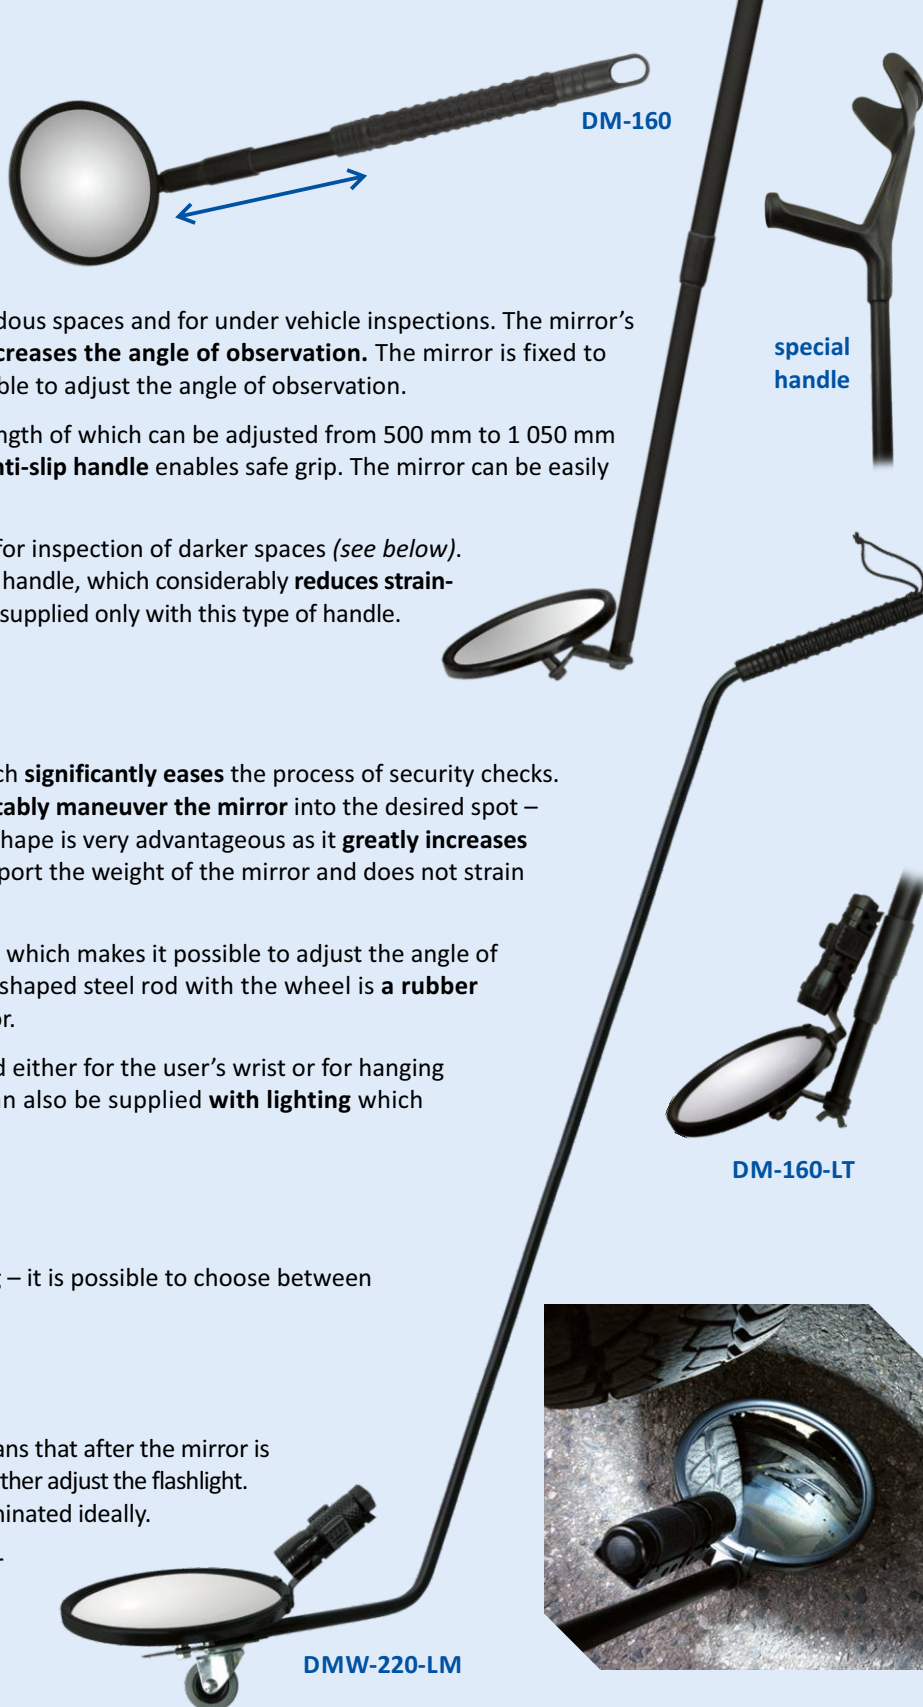 DM-160
dous spaces and for under vehicle inspections. The mirror's
creases the angle of observation. The mirror is fixed to
ble to adjust the angle of observation.
special
handle
ngth of which can be adjusted from 500 mm to 1 050 mm
nti-slip handle enables safe grip. The mirror can be easily
for inspection of darker spaces (see below).
handle, which considerably reduces strain-
supplied only with this type of handle.
ch significantly eases the process of security checks.
tably maneuver the mirror into the desired spot –
shape is very advantageous as it greatly increases
port the weight of the mirror and does not strain
which makes it possible to adjust the angle of
shaped steel rod with the wheel is a rubber
or.
d either for the user's wrist or for hanging
an also be supplied with lighting which
DM-160-LT
g – it is possible to choose between
ans that after the mirror is
ther adjust the flashlight.
minated ideally.
r
DMW-220-LM